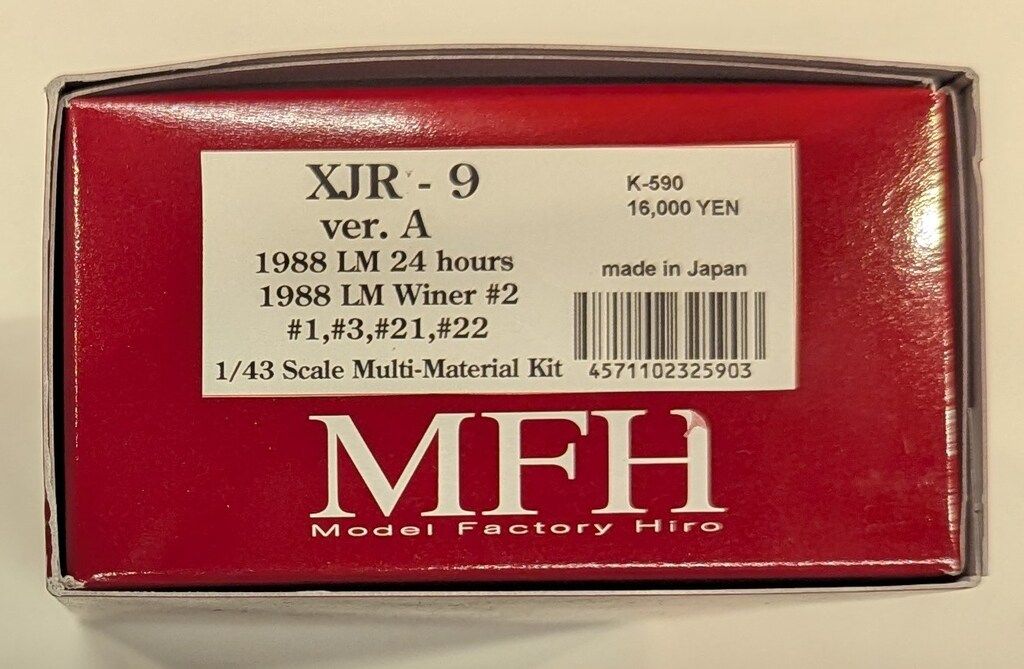 XJR - 9
ver. A
1988 LM 24 hours
1988 LM Winer #2
#1,#3,#21,#22
1/43 Scale Multi-Material Kit
K-590
16,000 YEN
made in Japan
4571102325903
MFH
Model Factory Hiro